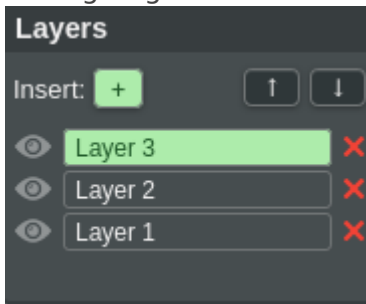 Layers
Insert: +
↑ ↓
Layer 3
Layer 2
Layer 1